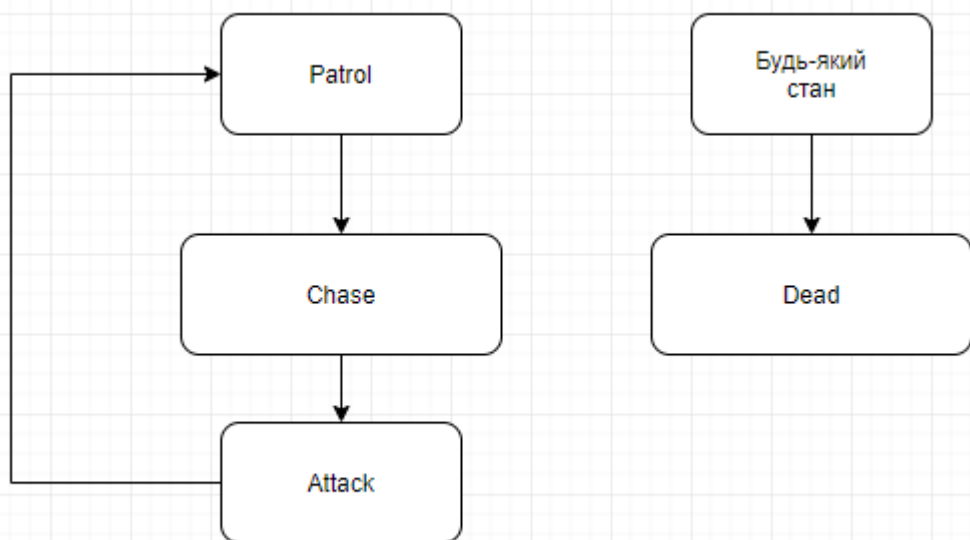 Patrol
Будь-який
стан
Chase
Dead
Attack